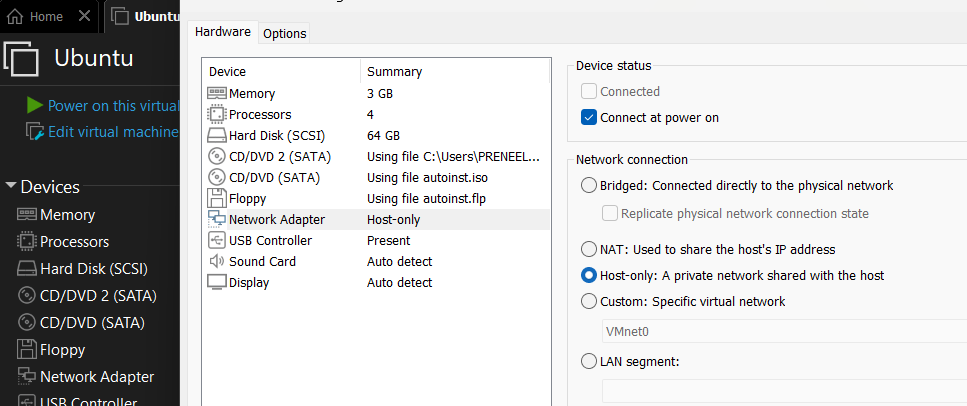 Home
Ubuntu
Ubuntu
Power on this virtual
Edit virtual machine
Devices
Memory
Processors
Hard Disk (SCSI)
CD/DVD 2 (SATA)
CD/DVD (SATA)
Floppy
Network Adapter
USB Controller
Hardware
Options
Device Summary
Memory 3 GB
Processors 4
Hard Disk (SCSI) 64 GB
CD/DVD 2 (SATA) Using file C:\Users\PRENEEL...
CD/DVD (SATA) Using file autoinst.iso
Floppy Using file autoinst.flp
Network Adapter Host-only
USB Controller Present
Sound Card Auto detect
Display Auto detect
Device status
Connected
Connect at power on
Network connection
Bridged: Connected directly to the physical network
Replicate physical network connection state
NAT: Used to share the host's IP address
Host-only: A private network shared with the host
Custom: Specific virtual network
VMnet0
LAN segment: